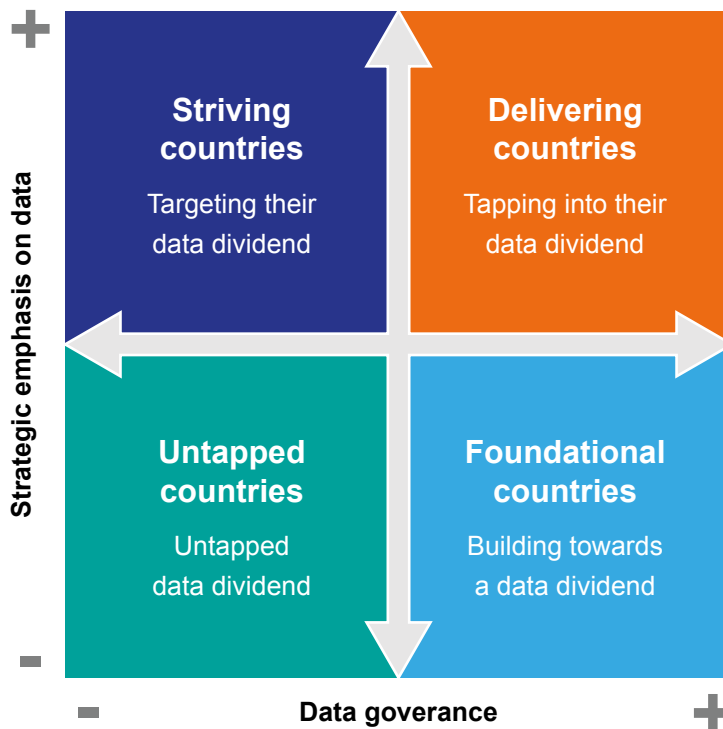 +
Striving
countries
Targeting their
data dividend
Delivering
countries
Tapping into their
data dividend
Strategic emphasis on data
Untapped
countries
Untapped
data dividend
Foundational
countries
Building towards
a data dividend
-
-
Data goverance
+